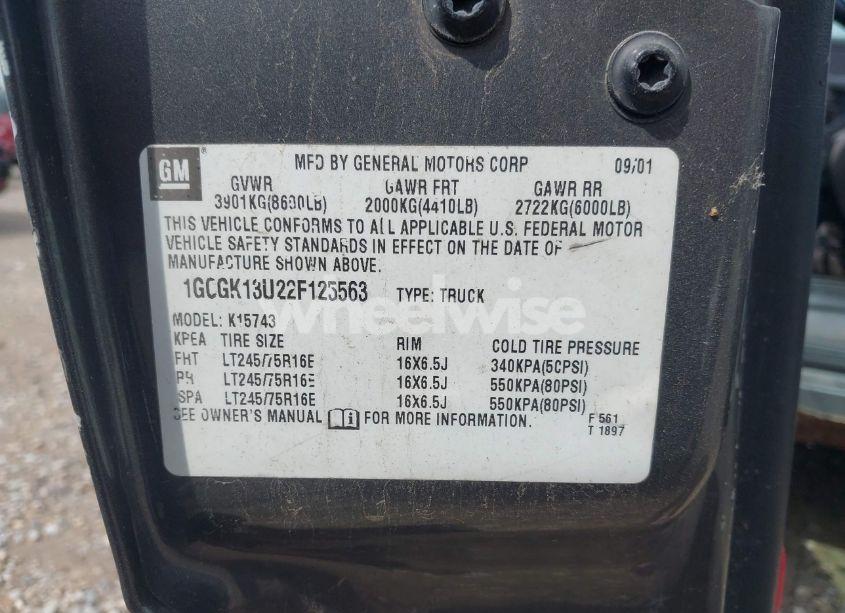 GM
MFD BY GENERAL MOTORS CORP 09/01
GVWR GAWR FRT GAWR RR
3901KG(8600LB) 2000KG(4410LB) 2722KG(6000LB)
THIS VEHICLE CONFORMS TO ALL APPLICABLE U.S. FEDERAL MOTOR
VEHICLE SAFETY STANDARDS IN EFFECT ON THE DATE OF
MANUFACTURE SHOWN ABOVE.
1GCGK13U22F125563 TYPE: TRUCK
wheelwise
MODEL: K15743
KPEA TIRE SIZE RIM COLD TIRE PRESSURE
FHT LT245/75R16E 16X6.5J 340KPA(5CPSI)
LT245/75R16E 16X6.5J 550KPA(80PSI)
SPA LT245/75R16E 16X6.5J 550KPA(80PSI)
SEE OWNER'S MANUAL FOR MORE INFORMATION.
F 561
T 1897